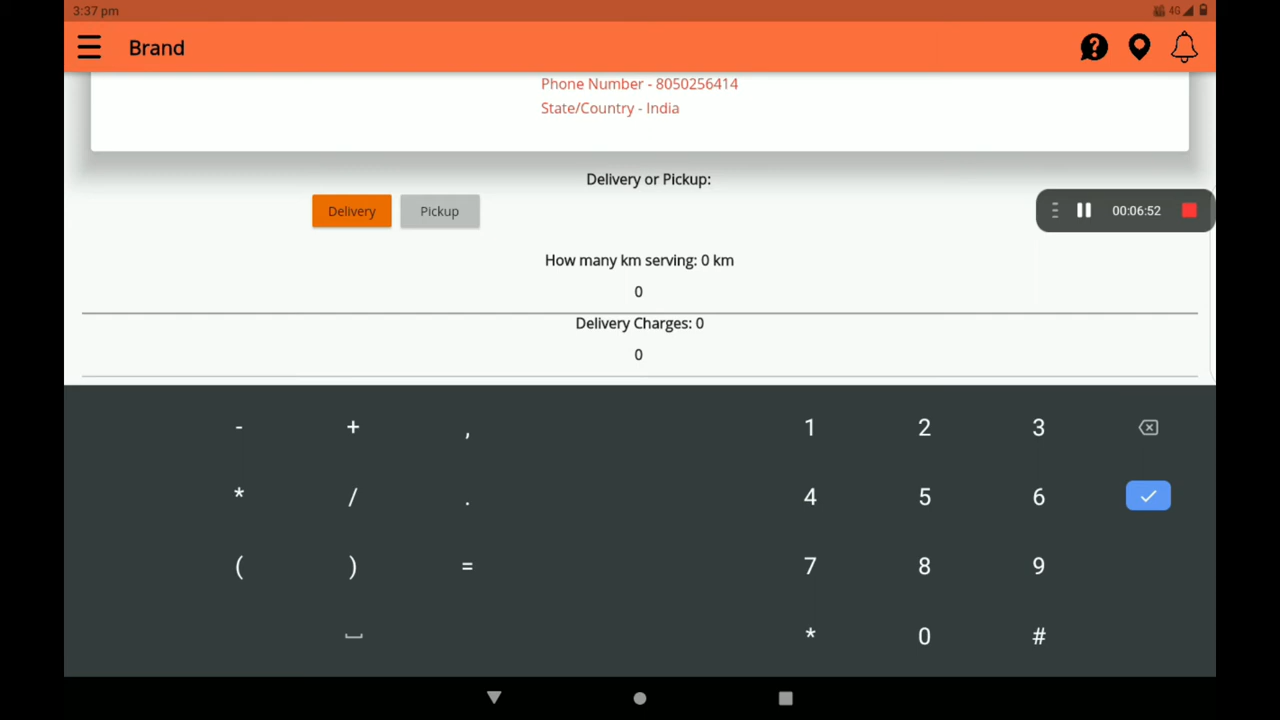 3:37 pm
4G
Brand
Phone Number - 8050256414
State/Country - India
Delivery or Pickup:
Delivery Pickup
00:06:52
How many km serving: 0 km
0
Delivery Charges: 0
0
- + , 1 2 3
* / . 4 5 6
( ) = 7 8 9
* 0 #